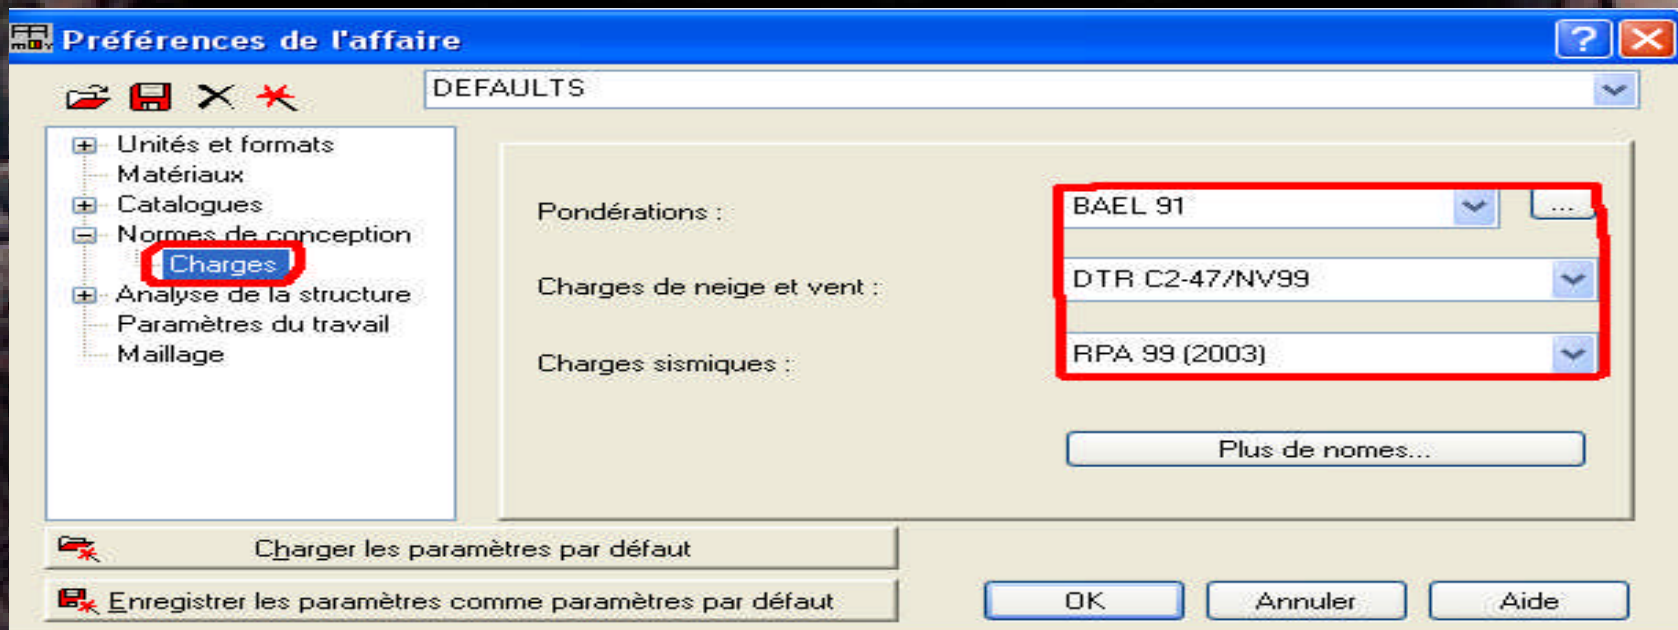 Préférences de l'affaire
DEFAULTS
Unités et formats
Matériaux
Catalogues
Normes de conception
Charges
Analyse de la structure
Paramètres du travail
Maillage
Pondérations :
BAEL 91
...
Charges de neige et vent :
DTR C2-47/NV99
Charges sismiques :
RPA 99 (2003)
Plus de nomes...
Charger les paramètres par défaut
Enregistrer les paramètres comme paramètres par défaut
OK
Annuler
Aide